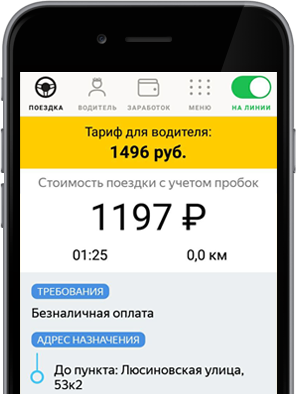 ПОЕЗДКА ВОДИТЕЛЬ ЗАРАБОТОК МЕНЮ НА ЛИНИИ
Тариф для водителя:
1496 руб.
Стоимость поездки с учетом пробок
1197 ₽
01:25 0,0 км
ТРЕБОВАНИЯ
Безналичная оплата
АДРЕС НАЗНАЧЕНИЯ
До пункта: Люсиновская улица,
53к2